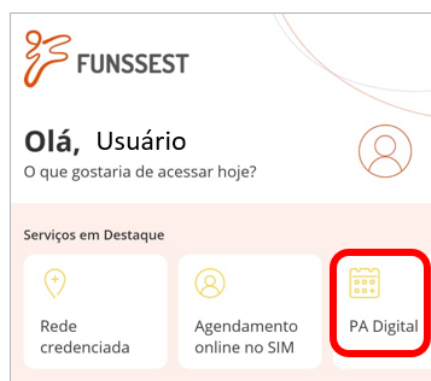 FUNSSEST
Olá, Usuário
O que gostaria de acessar hoje?
Serviços em Destaque
Rede
credenciada
Agendamento
online no SIM
PA Digital